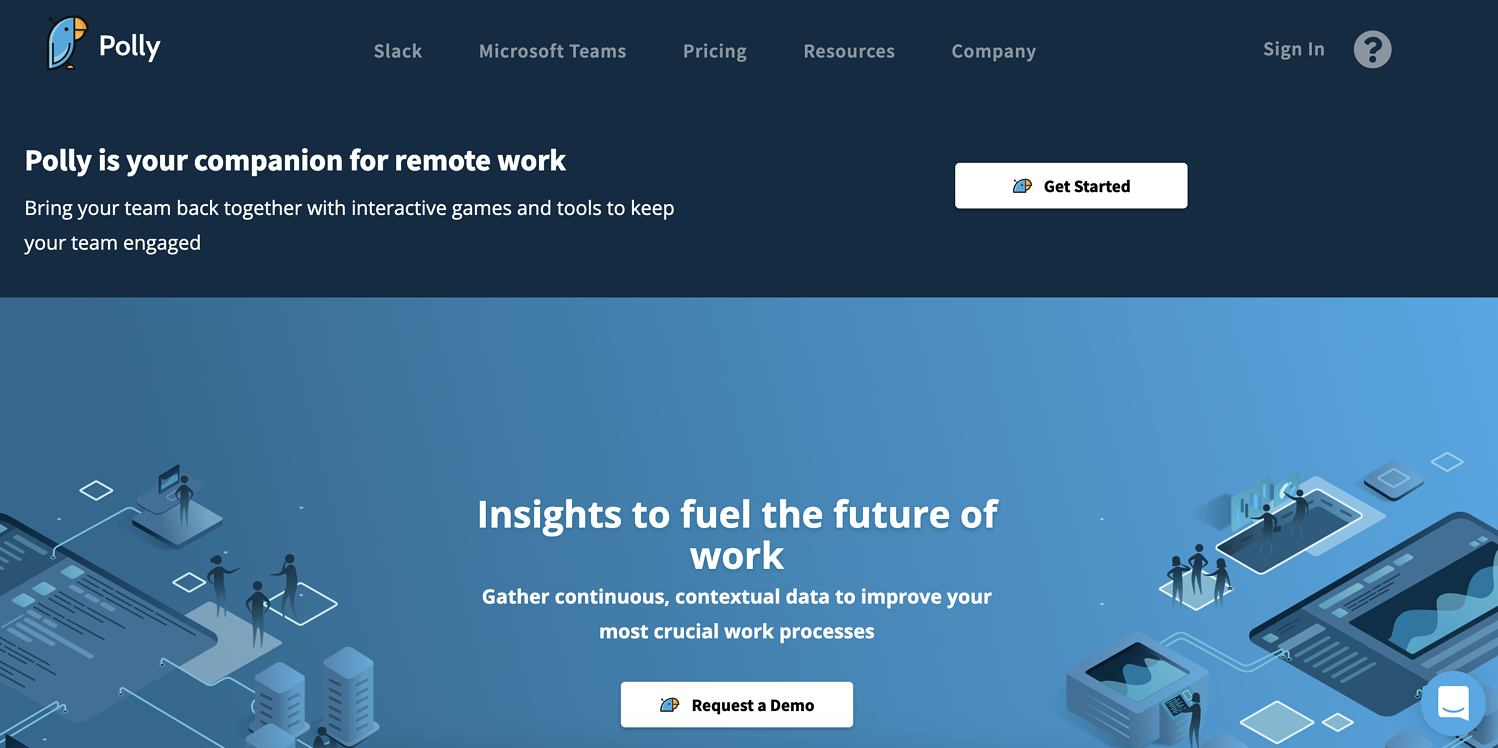 Polly
Slack
Microsoft Teams
Pricing
Resources
Company
Sign In
?
Polly is your companion for remote work
Bring your team back together with interactive games and tools to keep
your team engaged
Get Started
Insights to fuel the future of
work
Gather continuous, contextual data to improve your
most crucial work processes
Request a Demo